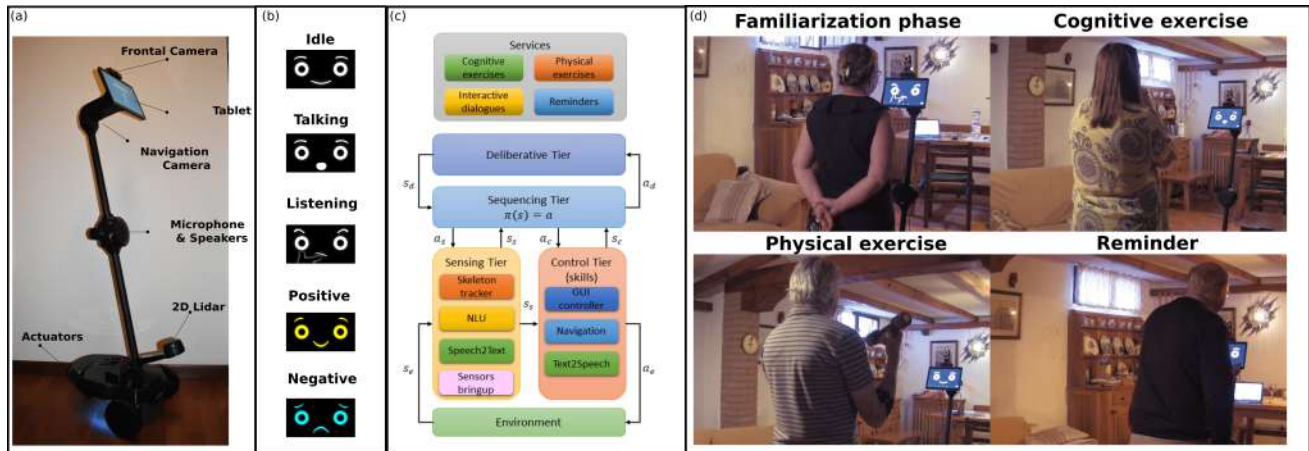 (a)
Frontal Camera
Tablet
Navigation
Camera
Microphone
& Speakers
2D Lidar
Actuators
(b)
Idle
Talking
Listening
Positive
Negative
(c)
Services
Cognitive
exercises
Physical
exercises
Interactive
dialogues
Reminders
Deliberative Tier
s_d
a_d
Sequencing Tier
π(s) = a
a_s
s_s
a_c
s_c
Sensing Tier
Skeleton
tracker
NLU
Speech2Text
Sensors
bringup
s_s
Control Tier
(skills)
GUI
controller
Navigation
Text2Speech
s_e
a_e
Environment
(d)
Familiarization phase
Cognitive exercise
Physical exercise
Reminder